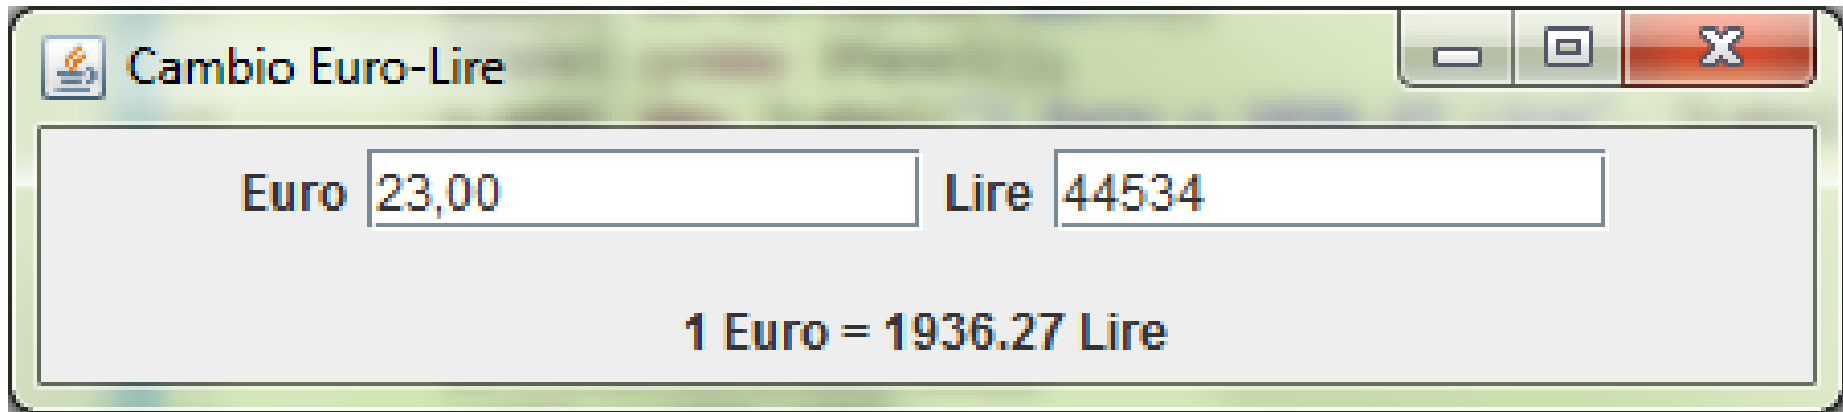 Cambio Euro-Lire
Euro 23,00 Lire 44534
1 Euro = 1936.27 Lire